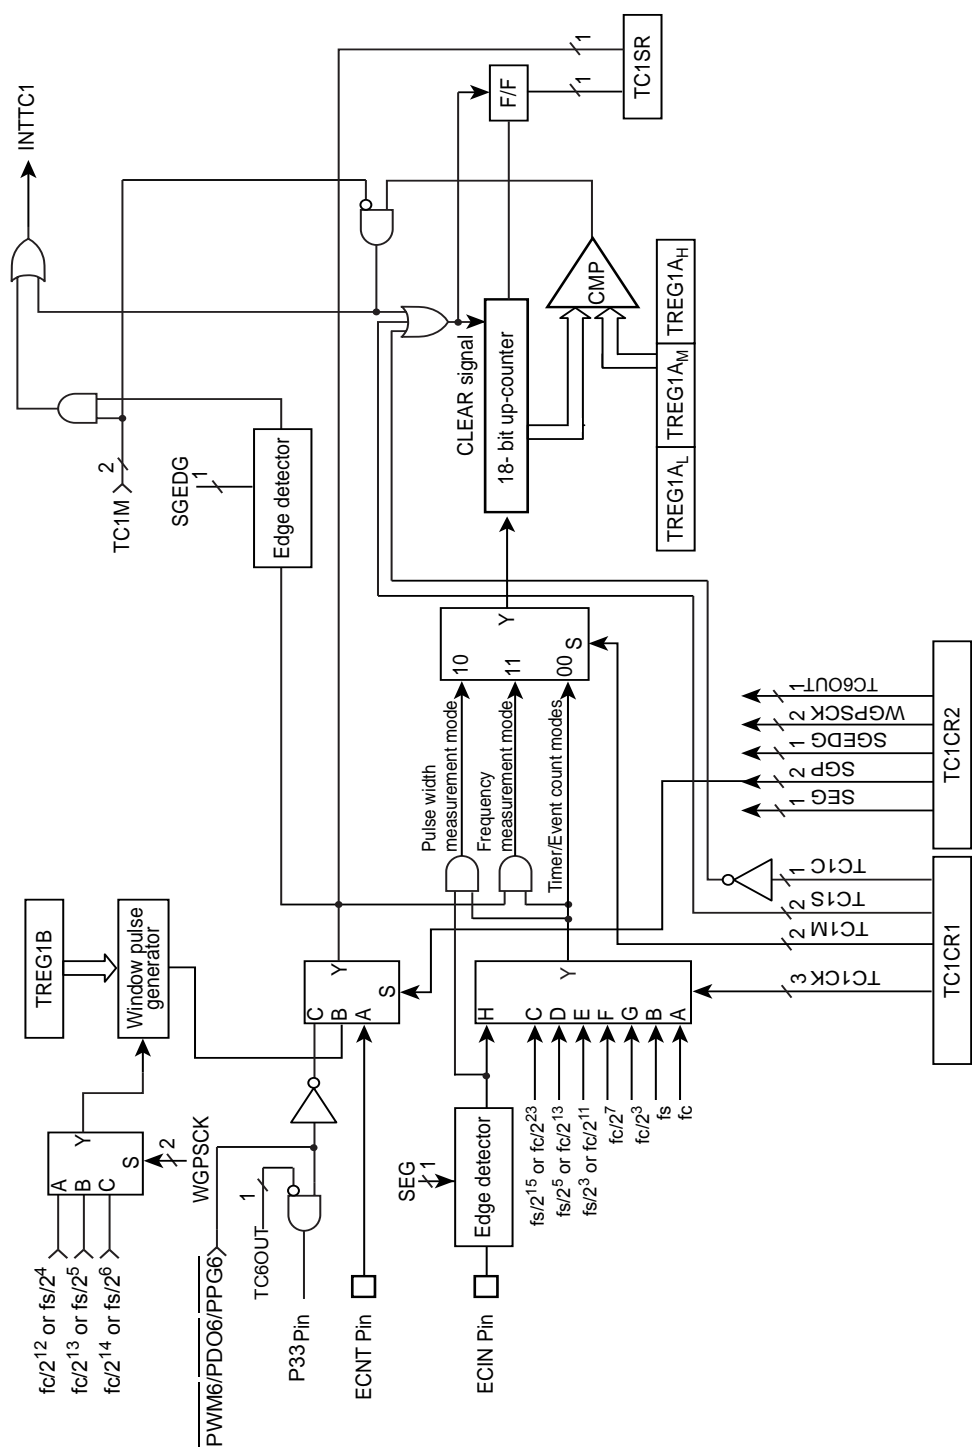 fc/2^12 or fs/2^4
fc/2^13 or fs/2^5
fc/2^14 or fs/2^6
A
B
C
Y
S
2
WGPSCK
TREG1B
Window pulse
generator
PWM6/PDO6/PPG6
TC6OUT
1
P33 Pin
ECNT Pin
C
B
A
Y
S
ECIN Pin
Edge detector
SEG
1
H
C
D
E
F
G
B
A
Y
fs/2^15 or fc/2^23
fs/2^5 or fc/2^13
fs/2^3 or fc/2^11
fc/2^7
fc/2^3
fs
fc
Pulse width
measurement mode
Frequency
measurement mode
Timer/Event count modes
10
11
00
Y
S
TC1M
2
SGEDG
1
Edge detector
INTTC1
CLEAR signal
18- bit up-counter
F/F
1
1
TC1SR
CMP
TREG1A_L
TREG1A_M
TREG1A_H
TC1CK
3
TC1M
2
TC1S
2
TC1C
1
TC1CR1
SEG
1
SGP
2
SGEDG
1
WGPSCK
2
TC6OUT
1
TC1CR2